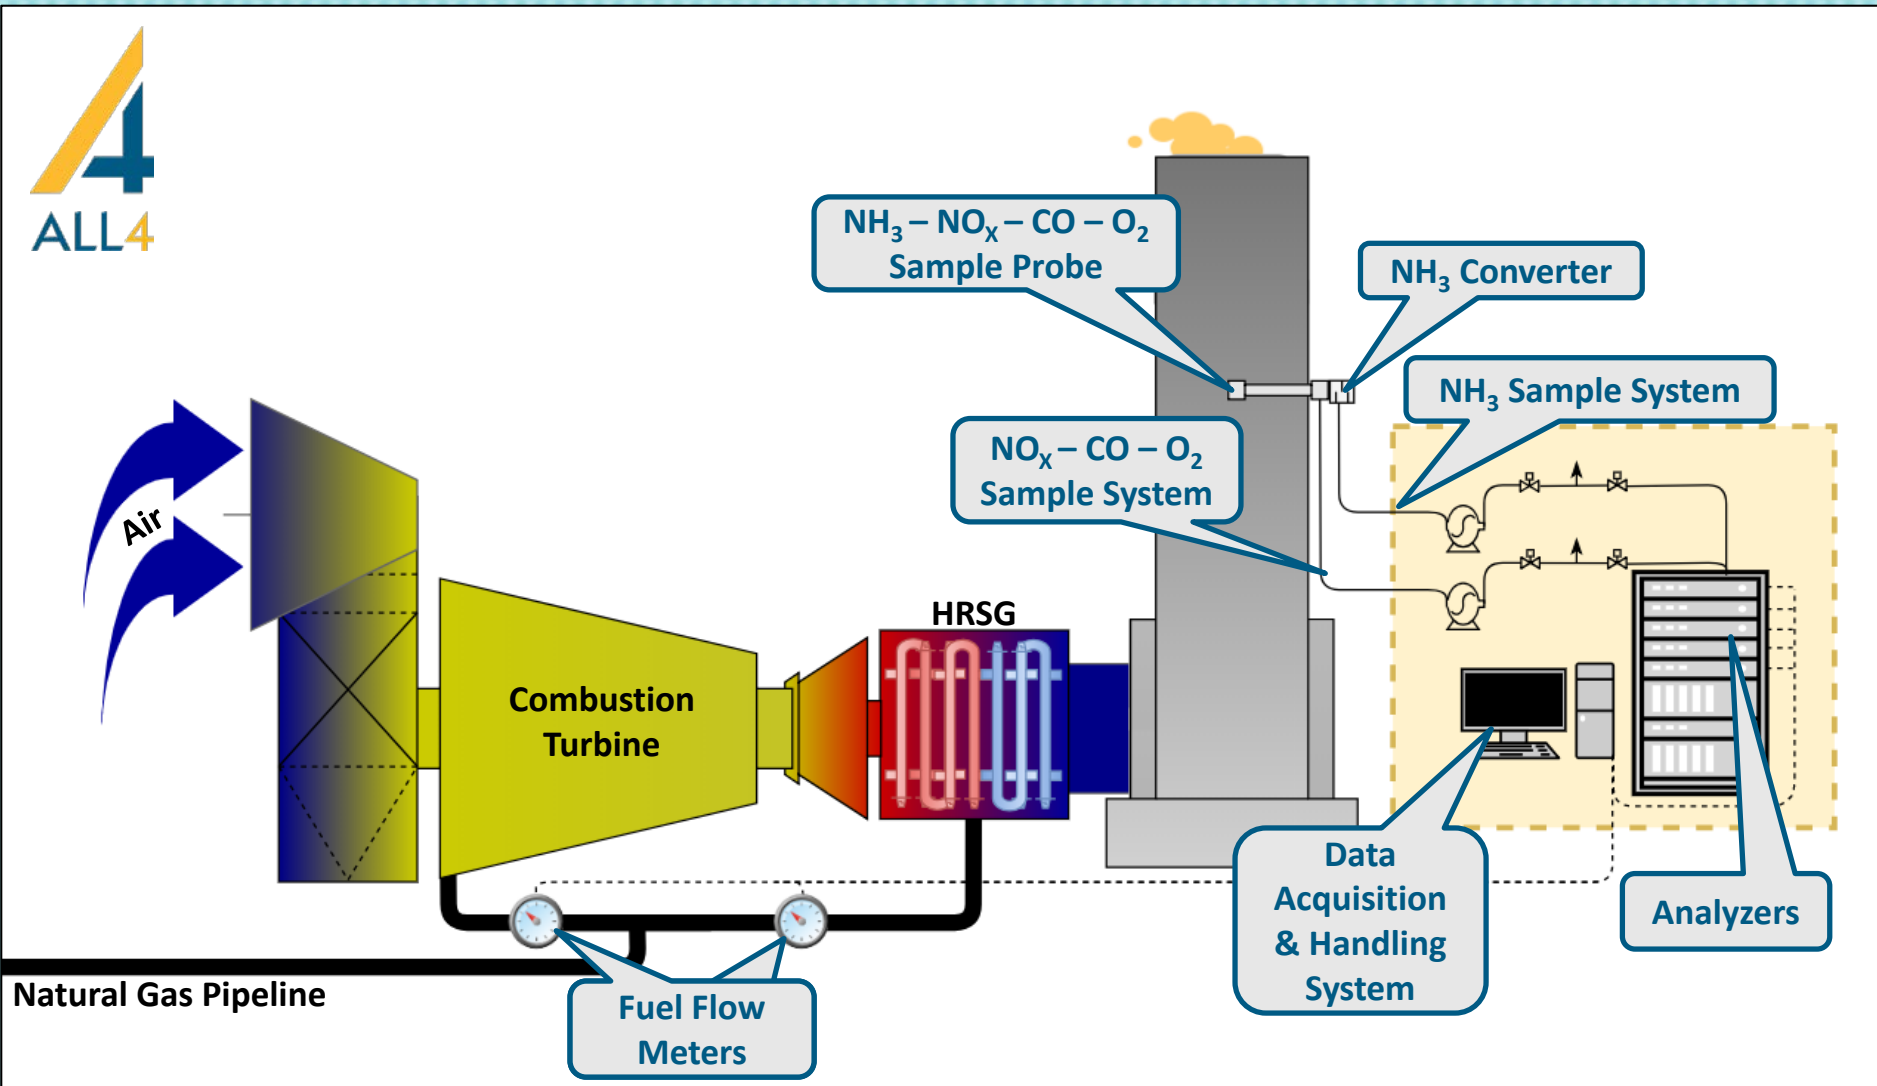 ALL4
NH₃ – NOₓ – CO – O₂
Sample Probe
NH₃ Converter
NH₃ Sample System
NOₓ – CO – O₂
Sample System
Air
HRSG
Combustion
Turbine
Data
Acquisition
& Handling
System
Analyzers
Natural Gas Pipeline
Fuel Flow
Meters